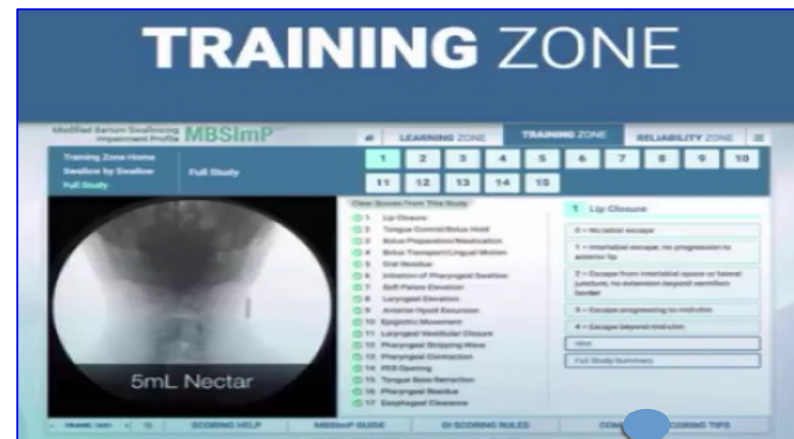 TRAINING ZONE
Modified Barium Swallowing
Impairment Profile MBSImP
LEARNING ZONE TRAINING ZONE RELIABILITY ZONE
Training Zone Home
Swallow by Swallow
Full Study
Full Study
1 2 3 4 5 6 7 8 9 10
11 12 13 14 15
Clear Scores From This Study
1 Lip Closure
2 Tongue Control/Bolus Hold
3 Bolus Preparation/Mastication
4 Bolus Transport/Lingual Motion
5 Oral Residue
6 Initiation of Pharyngeal Swallow
7 Soft Palate Elevation
8 Laryngeal Elevation
9 Anterior Hyoid Excursion
10 Epiglottic Movement
11 Laryngeal Vestibular Closure
12 Pharyngeal Stripping Wave
13 Pharyngeal Contraction
14 PES Opening
15 Tongue Base Retraction
16 Pharyngeal Residue
17 Esophageal Clearance
1 Lip Closure
0 = No labial escape
1 = Interlabial escape; no progression to
anterior lip
2 = Escape from interlabial space or lateral
juncture; no extension beyond vermilion
border
3 = Escape progressing to mid-chin
4 = Escape beyond mid-chin
Hint
Full Study Summary
5mL Nectar
SCORING HELP MBSImP GUIDE OI SCORING RULES SCORING TIPS